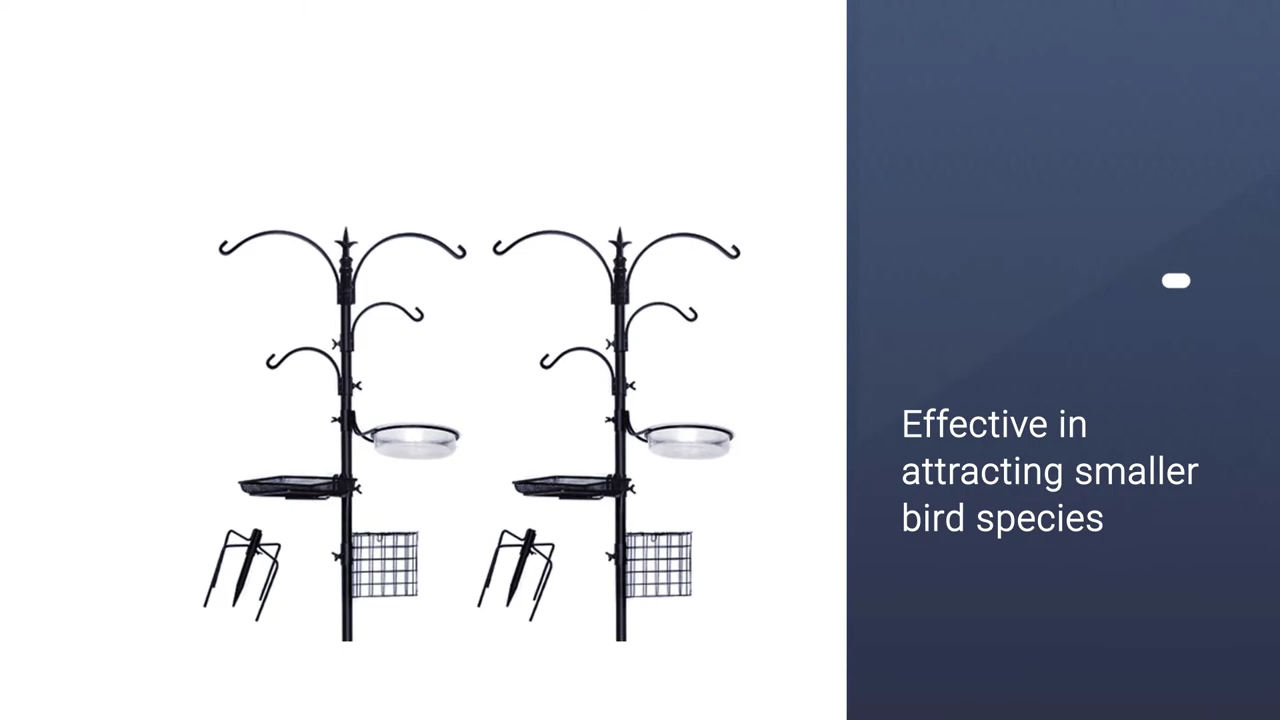 Effective in
attracting smaller
bird species